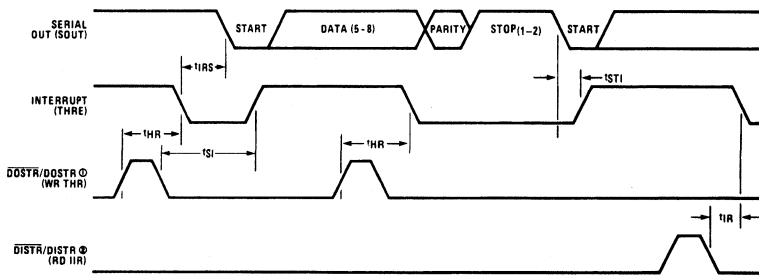 SERIAL
OUT (SOUT)
START
DATA (5 - 8)
PARITY
STOP(1-2)
START
tIRS
tSTI
INTERRUPT
(THRE)
tHR
tSI
tHR
DOSTR/DOSTR ①
(WR THR)
tIR
DISTR/DISTR ②
(RD IIR)